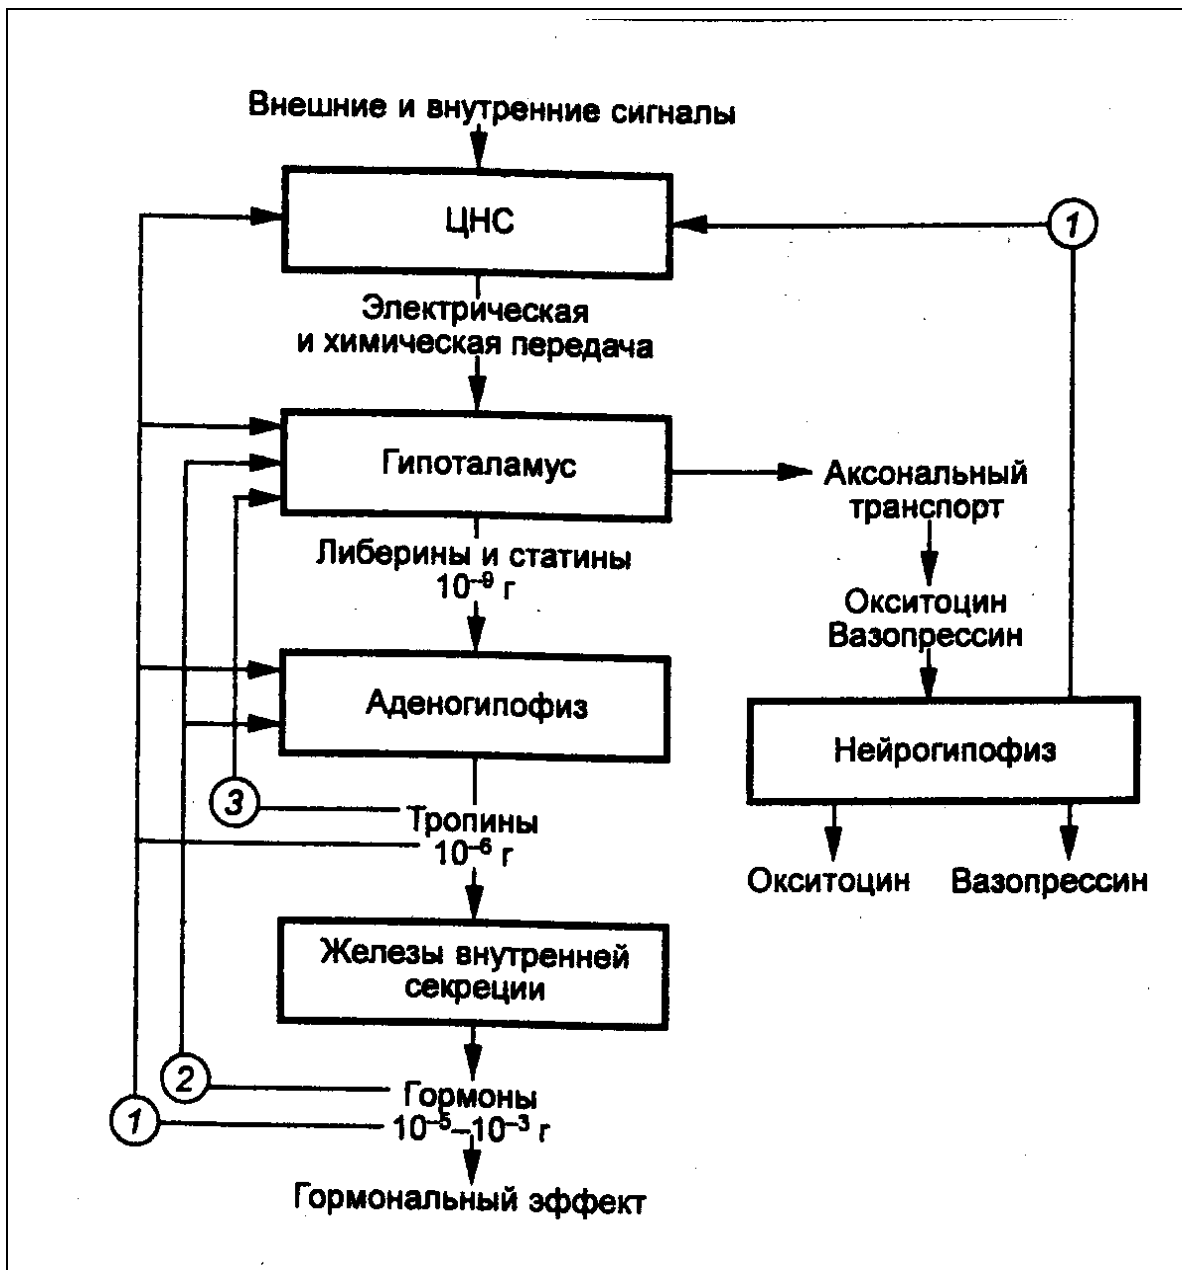 Внешние и внутренние сигналы
ЦНС
1
Электрическая
и химическая передача
Гипоталамус
Аксональный
транспорт
Либерины и статины
10⁻⁹ г
Окситоцин
Вазопрессин
Аденогипофиз
Нейрогипофиз
3
Тропины
10⁻⁶ г
Окситоцин
Вазопрессин
Железы внутренней
секреции
2
Гормоны
1
10⁻⁵–10⁻³ г
Гормональный эффект